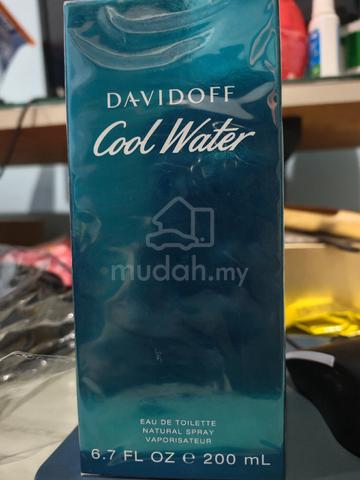 DAVIDOFF
Cool Water
mudah.my
EAU DE TOILETTE
NATURAL SPRAY
VAPORISATEUR
6.7 FL OZ e 200 mL